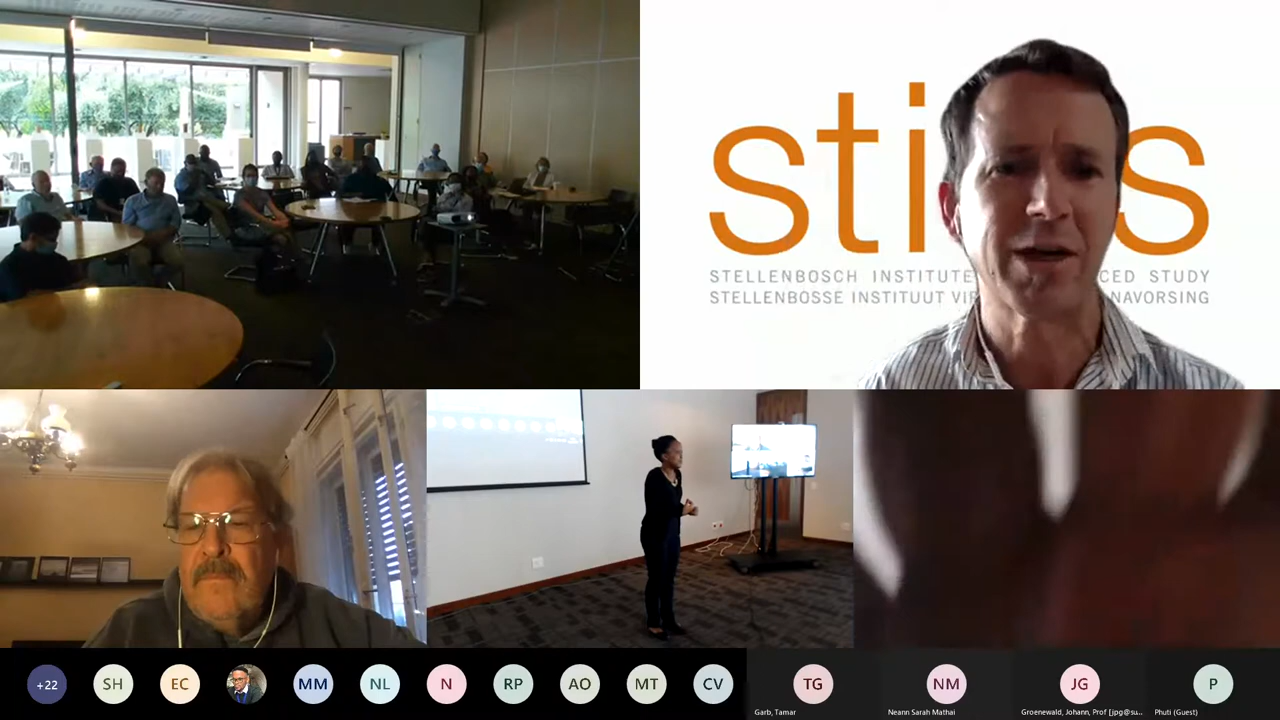 sti s
STELLENBOSCH INSTITUTE CED STUDY
STELLENBOSSE INSTITUUT VIR NAVORSING
+22 SH EC MM NL N RP AO MT CV TG NM JG P
Garb, Tamar Neann Sarah Mathai Groenewald, Johann, Prof [jpg@su... Phuti (Guest)